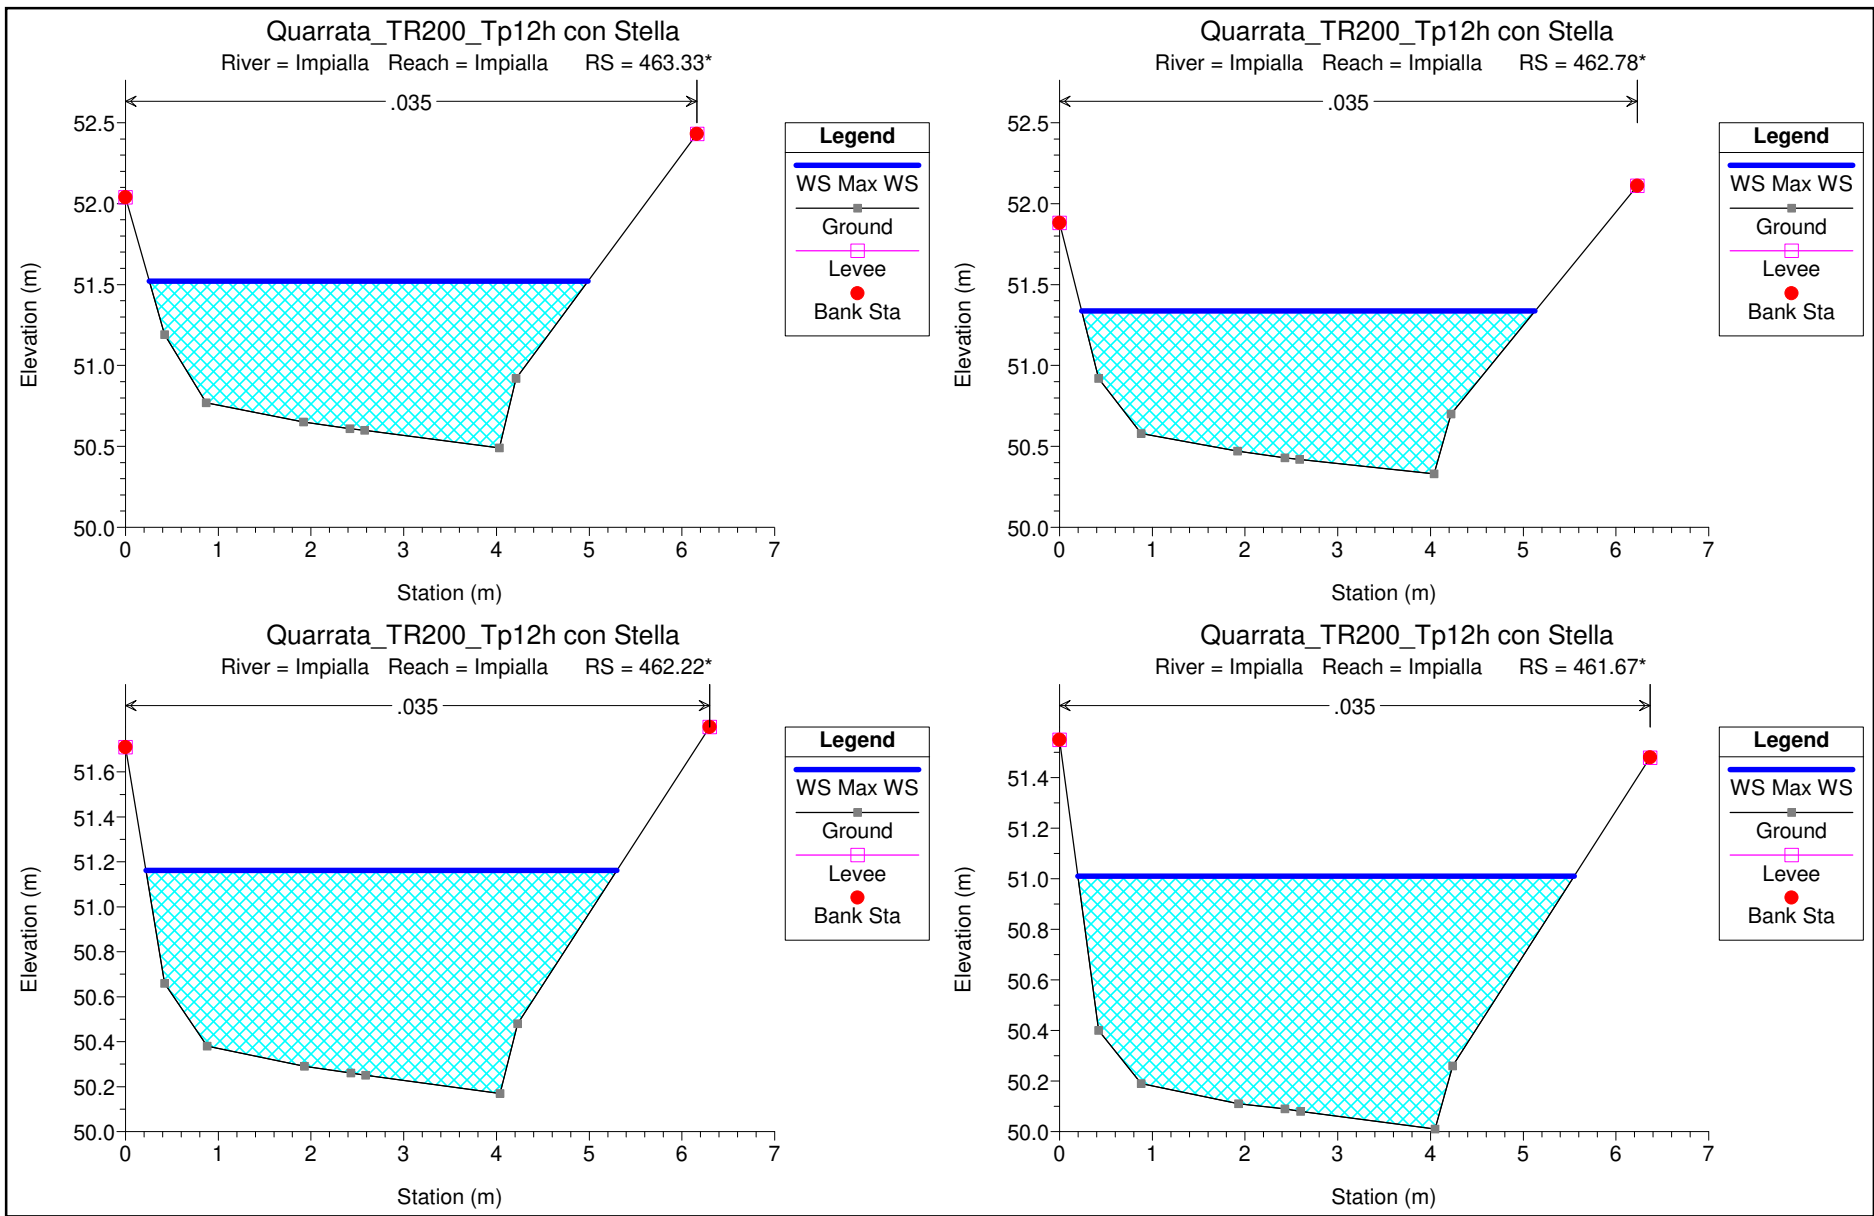 Quarrata_TR200_Tp12h con Stella
River = Impialla Reach = Impialla RS = 463.33*
.035
52.5
52.0
51.5
51.0
50.5
50.0
0 1 2 3 4 5 6 7
Station (m)
Elevation (m)
Legend
WS Max WS
Ground
Levee
Bank Sta
Quarrata_TR200_Tp12h con Stella
River = Impialla Reach = Impialla RS = 462.78*
.035
52.5
52.0
51.5
51.0
50.5
50.0
0 1 2 3 4 5 6 7
Station (m)
Elevation (m)
Legend
WS Max WS
Ground
Levee
Bank Sta
Quarrata_TR200_Tp12h con Stella
River = Impialla Reach = Impialla RS = 462.22*
.035
51.6
51.4
51.2
51.0
50.8
50.6
50.4
50.2
50.0
0 1 2 3 4 5 6 7
Station (m)
Elevation (m)
Legend
WS Max WS
Ground
Levee
Bank Sta
Quarrata_TR200_Tp12h con Stella
River = Impialla Reach = Impialla RS = 461.67*
.035
51.4
51.2
51.0
50.8
50.6
50.4
50.2
50.0
0 1 2 3 4 5 6 7
Station (m)
Elevation (m)
Legend
WS Max WS
Ground
Levee
Bank Sta